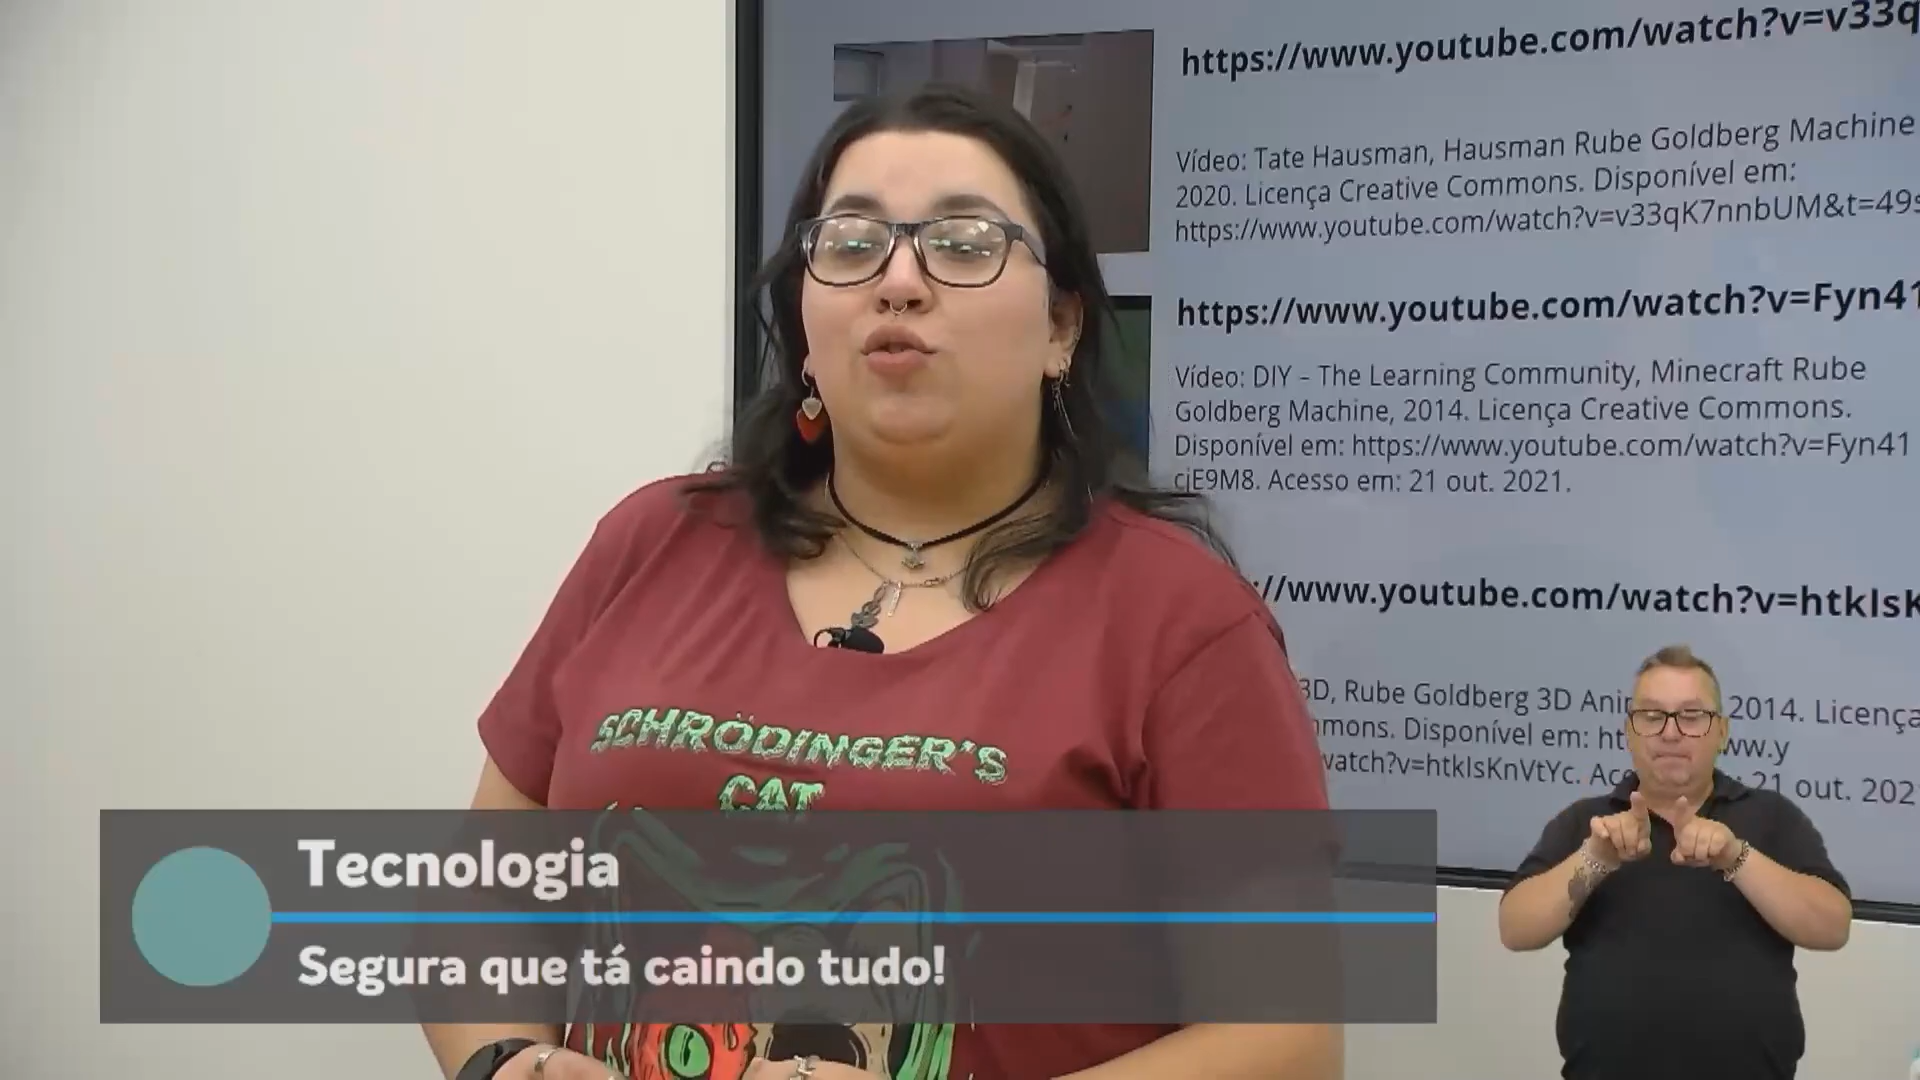 https://www.youtube.com/watch?v=v33q
Vídeo: Tate Hausman, Hausman Rube Goldberg Machine
2020. Licença Creative Commons. Disponível em:
https://www.youtube.com/watch?v=v33qK7nnbUM&t=49s
https://www.youtube.com/watch?v=Fyn41
Vídeo: DIY – The Learning Community, Minecraft Rube
Goldberg Machine, 2014. Licença Creative Commons.
Disponível em: https://www.youtube.com/watch?v=Fyn41
cjE9M8. Acesso em: 21 out. 2021.
//www.youtube.com/watch?v=htkIsK
3D, Rube Goldberg 3D Ani 2014. Licença
mmons. Disponível em: ht ww.y
watch?v=htkIsKnVtYc. Ac 21 out. 202
SCHRÖDINGER'S
CAT
Tecnologia
Segura que tá caindo tudo!